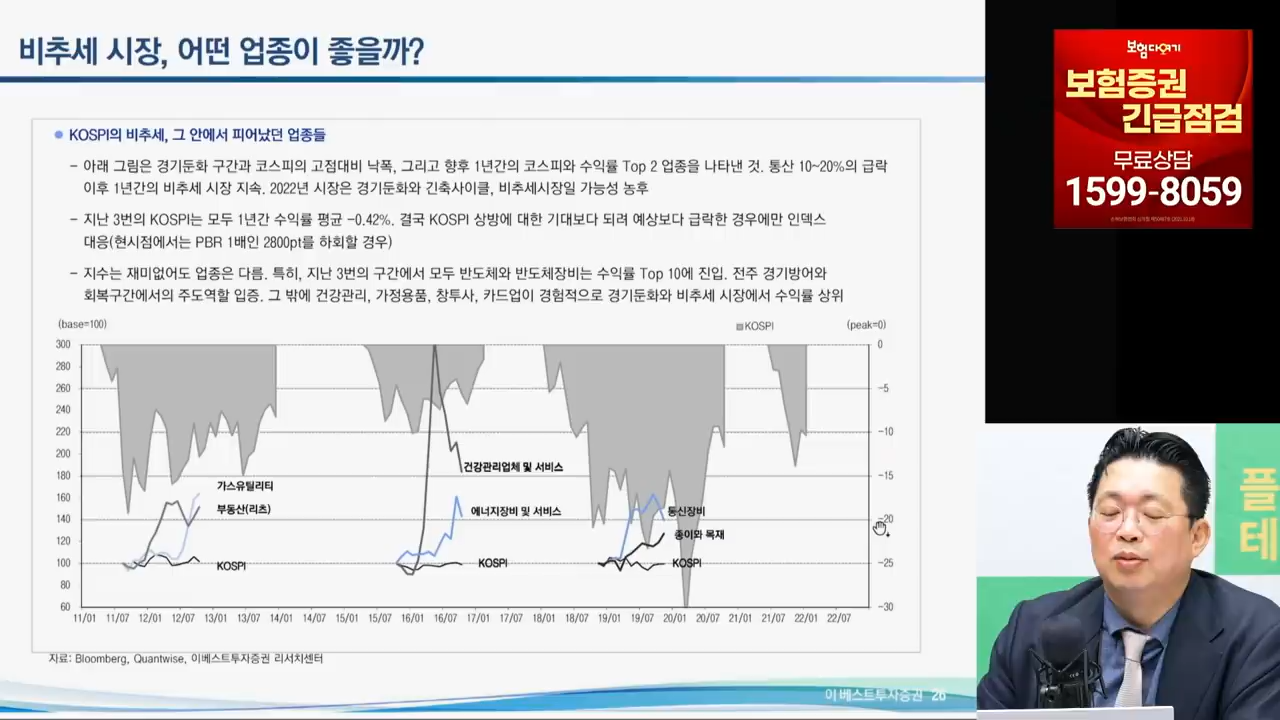 비추세 시장, 어떤 업종이 좋을까?
KOSPI의 비추세, 그 안에서 피어났던 업종들
- 아래 그림은 경기둔화 구간과 코스피의 고점대비 낙폭, 그리고 향후 1년간의 코스피와 수익률 Top 2 업종을 나타낸 것. 통산 10~20%의 급락
이후 1년간의 비추세 시장 지속. 2022년 시장은 경기둔화와 긴축사이클, 비추세시장일 가능성 농후
- 지난 3번의 KOSPI는 모두 1년간 수익률 평균 -0.42%. 결국 KOSPI 상방에 대한 기대보다 되려 예상보다 급락한 경우에만 인덱스
대응(현시점에서는 PBR 1배인 2800pt를 하회할 경우)
- 지수는 재미없어도 업종은 다름. 특히, 지난 3번의 구간에서 모두 반도체와 반도체장비는 수익률 Top 10에 진입. 전주 경기방어와
회복구간에서의 주도역할 입증. 그 밖에 건강관리, 가정용품, 창투사, 카드업이 경험적으로 경기둔화와 비추세 시장에서 수익률 상위
(base=100)
KOSPI
(peak=0)
300
280
260
240
220
200
180
160
140
120
100
80
60
0
-5
-10
-15
-20
-25
-30
가스유틸리티
부동산(리츠)
KOSPI
건강관리업체 및 서비스
에너지장비 및 서비스
KOSPI
통신장비
종이와 목재
KOSPI
11/01 11/07 12/01 12/07 13/01 13/07 14/01 14/07 15/01 15/07 16/01 16/07 17/01 17/07 18/01 18/07 19/01 19/07 20/01 20/07 21/01 21/07 22/01 22/07
자료: Bloomberg, Quantwise, 이베스트투자증권 리서치센터
이베스트투자증권 26
보험다모여기
보험증권
긴급점검
무료상담
1599-8059
플
테